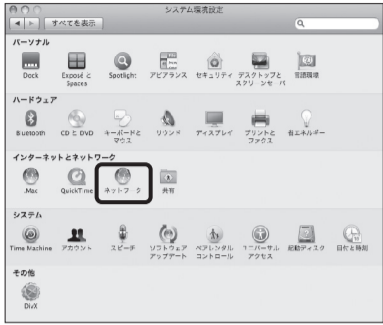 システム環境設定
すべてを表示
パーソナル
Dock Exposé と Spotlight アピアランス セキュリティ デスクトップと 言語環境
Spaces スクリーンセーバ
ハードウェア
Bluetooth CD と DVD キーボードと サウンド ディスプレイ プリントと 省エネルギー
マウス ファクス
インターネットとネットワーク
.Mac QuickTime ネットワーク 共有
システム
Time Machine アカウント スピーチ ソフトウェア ペアレンタル ユニバーサル 起動ディスク 日付と時刻
アップデート コントロール アクセス
その他
DivX